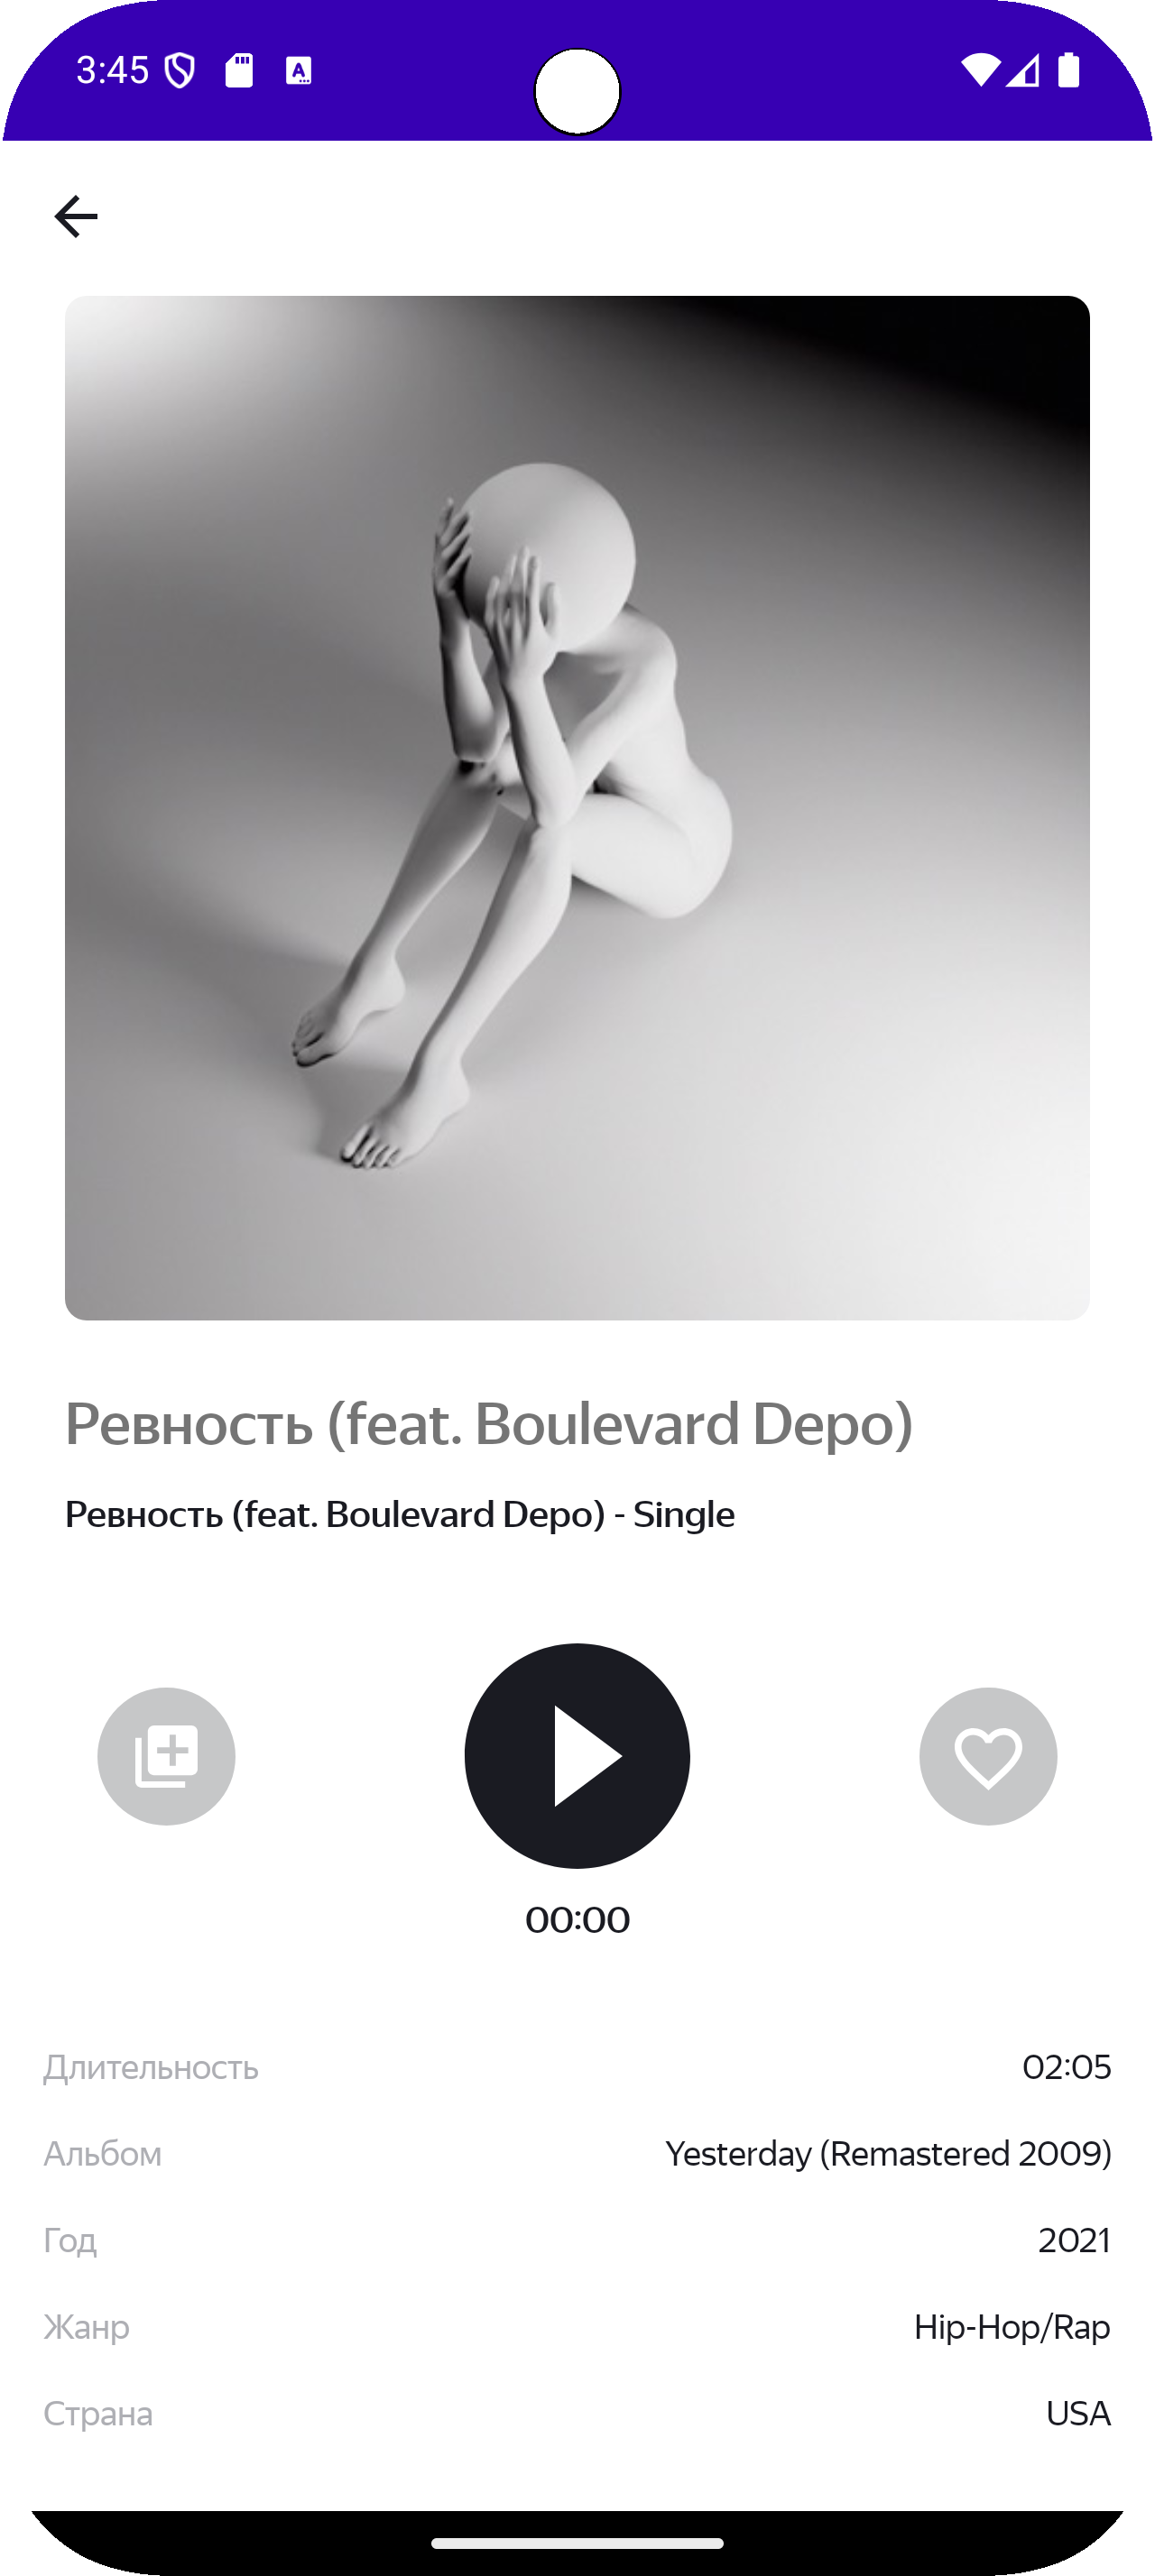 3:45
Ревность (feat. Boulevard Depo)
Ревность (feat. Boulevard Depo) - Single
00:00
Длительность 02:05
Альбом Yesterday (Remastered 2009)
Год 2021
Жанр Hip-Hop/Rap
Страна USA